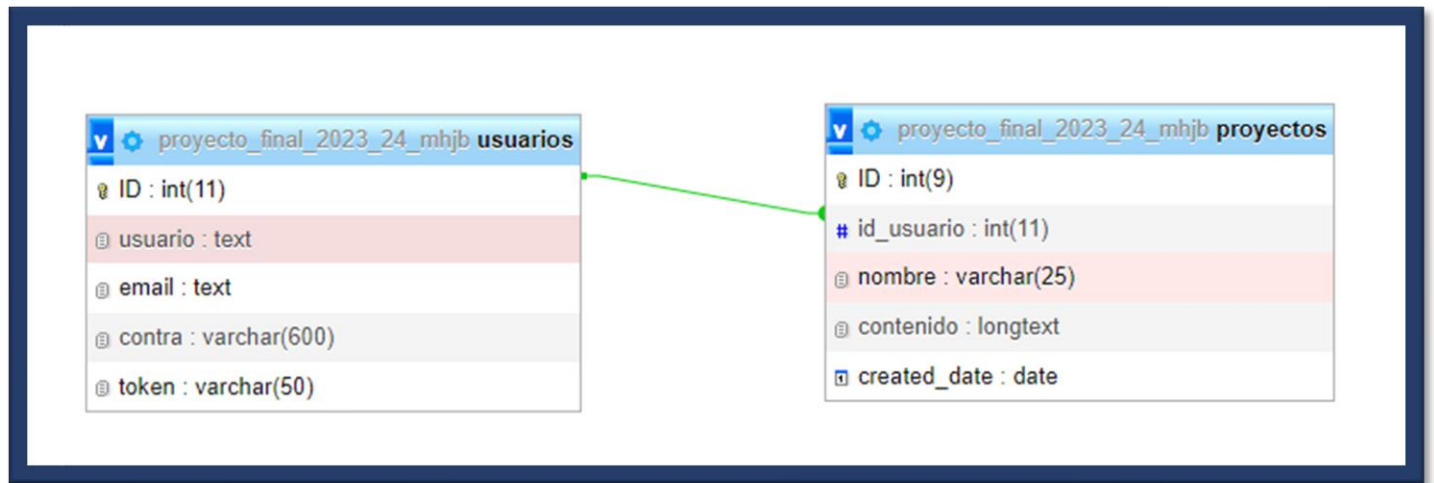 proyecto_final_2023_24_mhjb usuarios
ID : int(11)
usuario : text
email : text
contra : varchar(600)
token : varchar(50)
proyecto_final_2023_24_mhjb proyectos
ID : int(9)
id_usuario : int(11)
nombre : varchar(25)
contenido : longtext
created_date : date